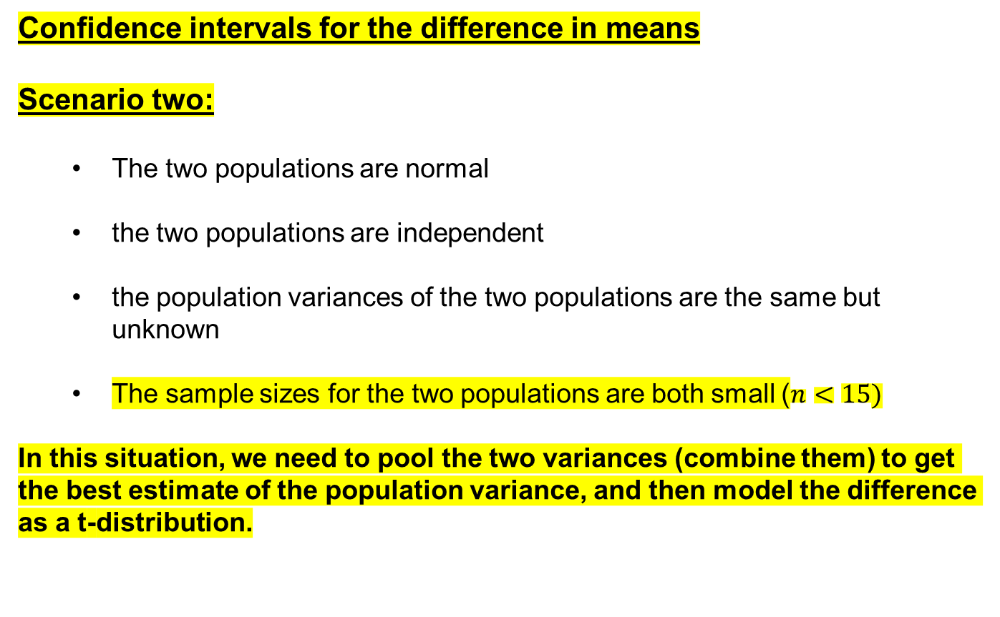 Confidence intervals for the difference in means
Scenario two:
• The two populations are normal
• the two populations are independent
• the population variances of the two populations are the same but
unknown
• The sample sizes for the two populations are both small (𝑛 < 15)
In this situation, we need to pool the two variances (combine them) to get
the best estimate of the population variance, and then model the difference
as a t-distribution.